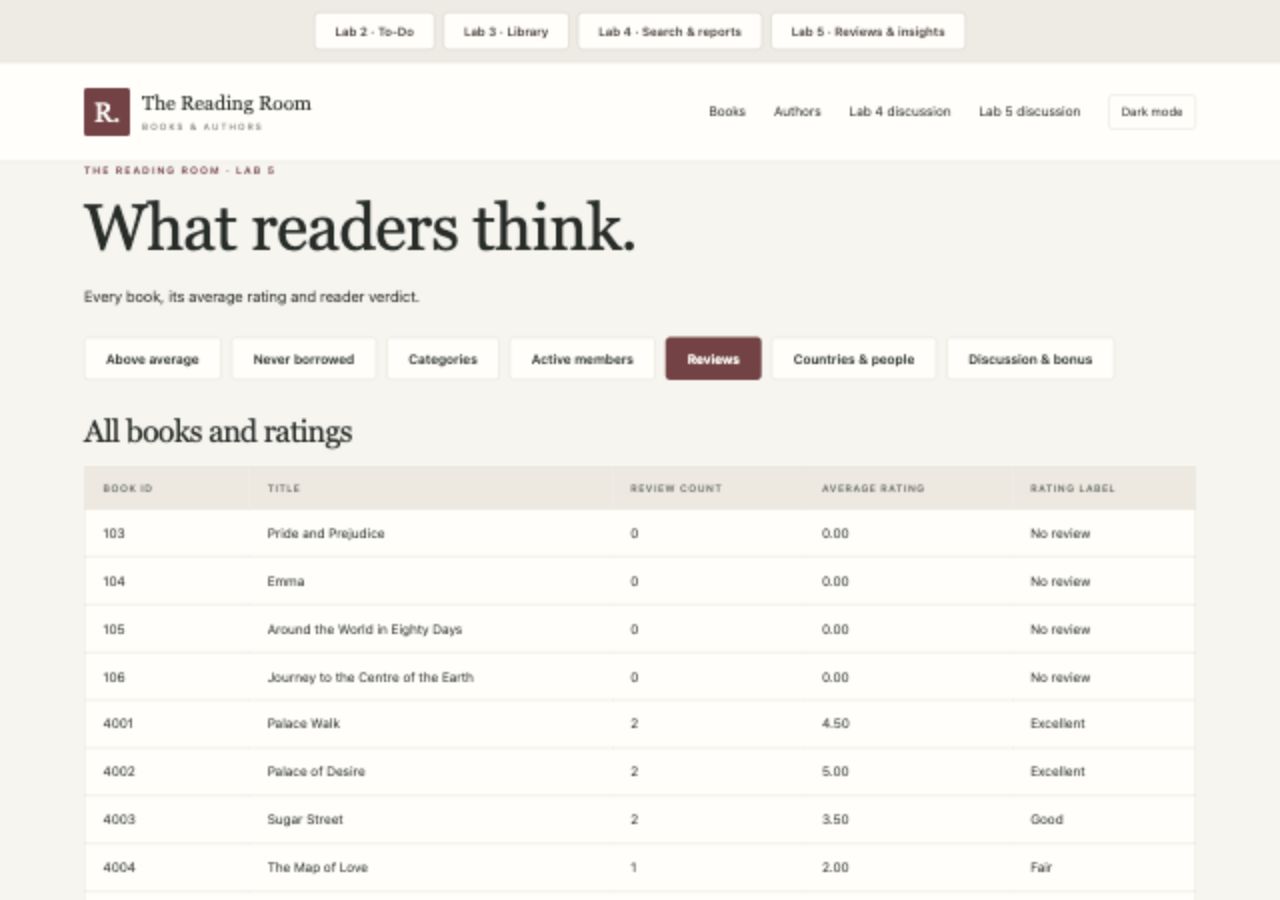 Lab 2 · To-Do   Lab 3 · Library   Lab 4 · Search & reports   Lab 5 · Reviews & insights
R.
The Reading Room
BOOKS & AUTHORS
Books   Authors   Lab 4 discussion   Lab 5 discussion   Dark mode
THE READING ROOM · LAB 5
What readers think.
Every book, its average rating and reader verdict.
Above average   Never borrowed   Categories   Active members   Reviews   Countries & people   Discussion & bonus
All books and ratings
BOOK ID   TITLE   REVIEW COUNT   AVERAGE RATING   RATING LABEL
103   Pride and Prejudice   0   0.00   No review
104   Emma   0   0.00   No review
105   Around the World in Eighty Days   0   0.00   No review
106   Journey to the Centre of the Earth   0   0.00   No review
4001   Palace Walk   2   4.50   Excellent
4002   Palace of Desire   2   5.00   Excellent
4003   Sugar Street   2   3.50   Good
4004   The Map of Love   1   2.00   Fair